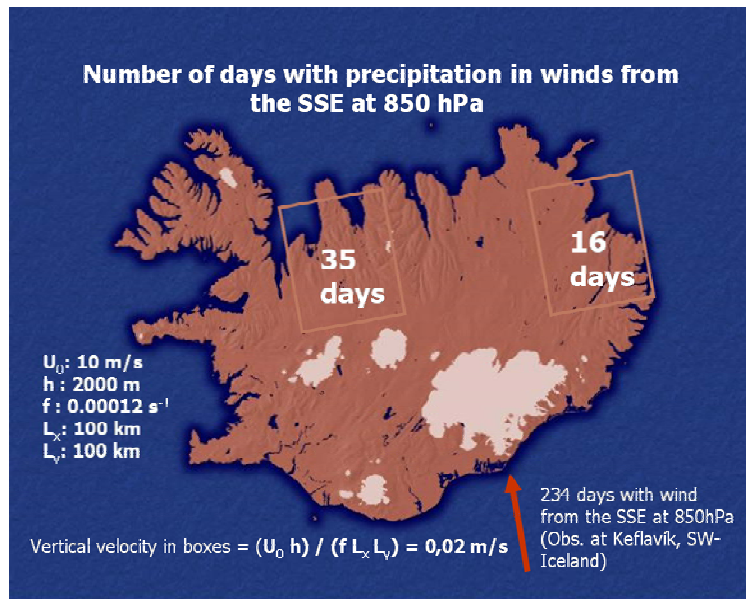 Number of days with precipitation in winds from
the SSE at 850 hPa
35
days
16
days
U₀: 10 m/s
h : 2000 m
f : 0.00012 s⁻¹
Lₓ: 100 km
Lᵧ: 100 km
234 days with wind
from the SSE at 850hPa
(Obs. at Keflavík, SW-
Iceland)
Vertical velocity in boxes = (U₀ h) / (f Lₓ Lᵧ) = 0,02 m/s